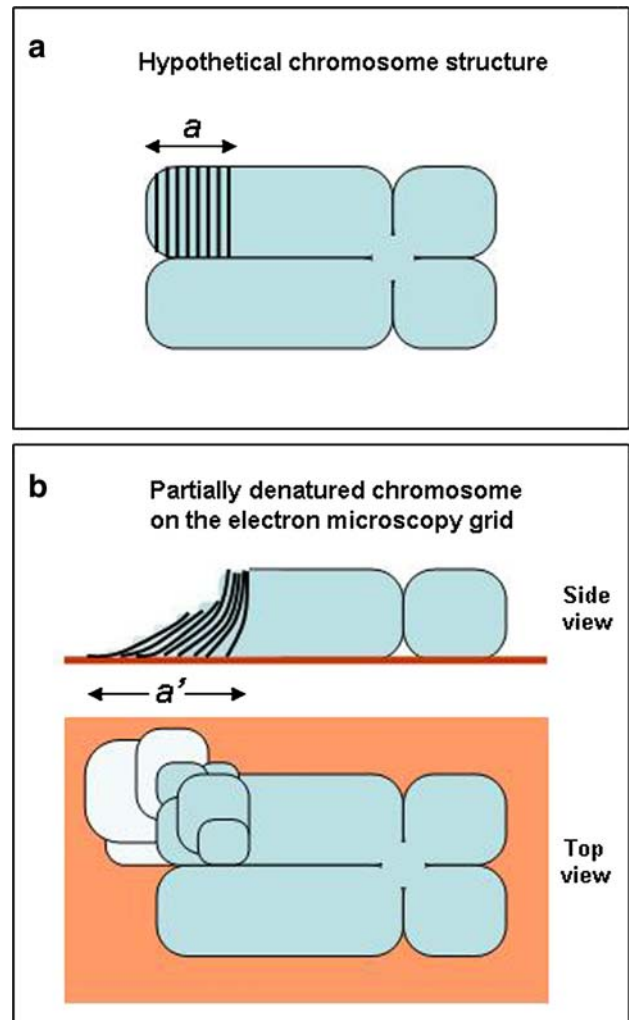 a
Hypothetical chromosome structure
a
b
Partially denatured chromosome
on the electron microscopy grid
Side
view
a'
Top
view